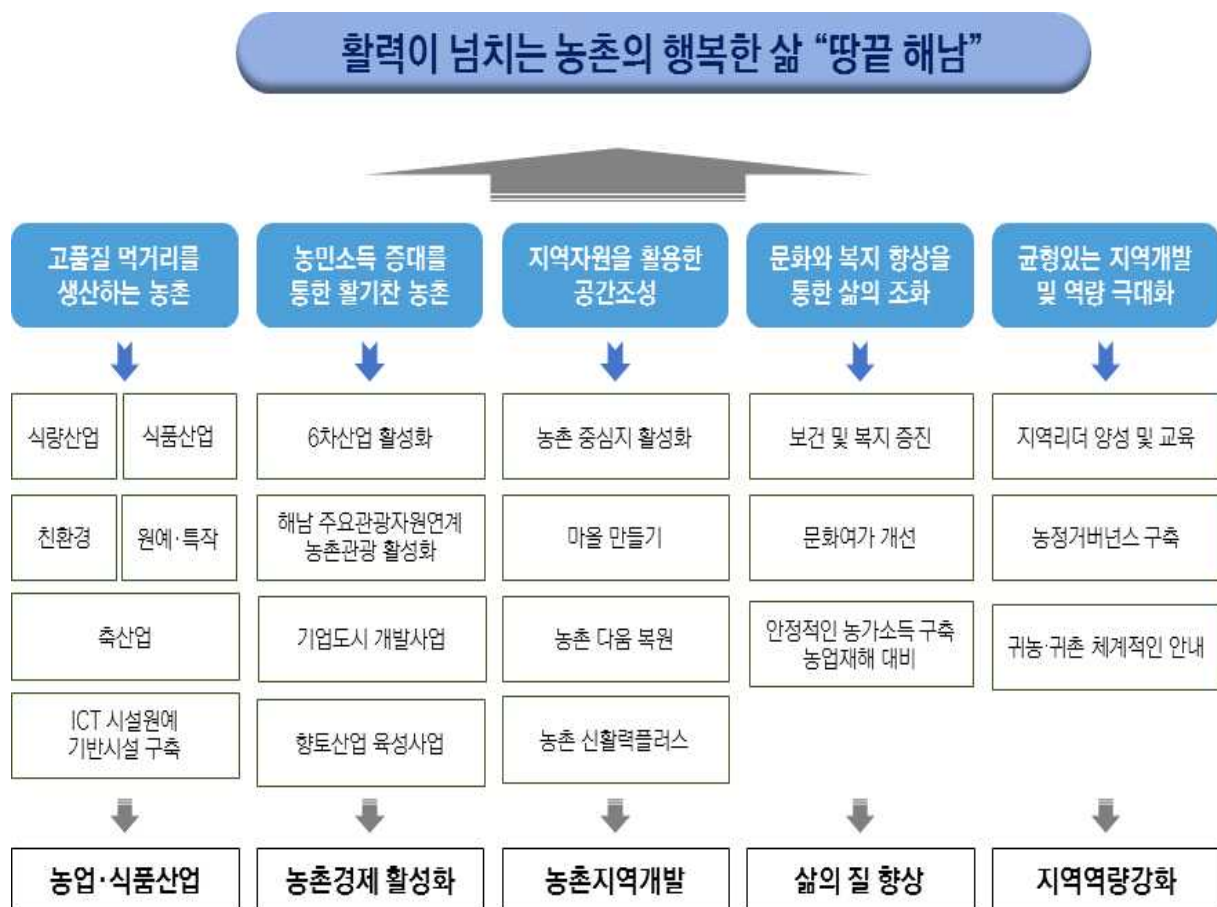 활력이 넘치는 농촌의 행복한 삶 “땅끝 해남”
고품질 먹거리를
생산하는 농촌
농민소득 증대를
통한 활기찬 농촌
지역자원을 활용한
공간조성
문화와 복지 향상을
통한 삶의 조화
균형있는 지역개발
및 역량 극대화
식량산업
식품산업
6차산업 활성화
농촌 중심지 활성화
보건 및 복지 증진
지역리더 양성 및 교육
친환경
원예·특작
해남 주요관광자원연계
농촌관광 활성화
마을 만들기
문화여가 개선
농정거버넌스 구축
축산업
기업도시 개발사업
농촌 다움 복원
안정적인 농가소득 구축
농업재해 대비
귀농·귀촌 체계적인 안내
ICT 시설원예
기반시설 구축
향토산업 육성사업
농촌 신활력플러스
농업·식품산업
농촌경제 활성화
농촌지역개발
삶의 질 향상
지역역량강화